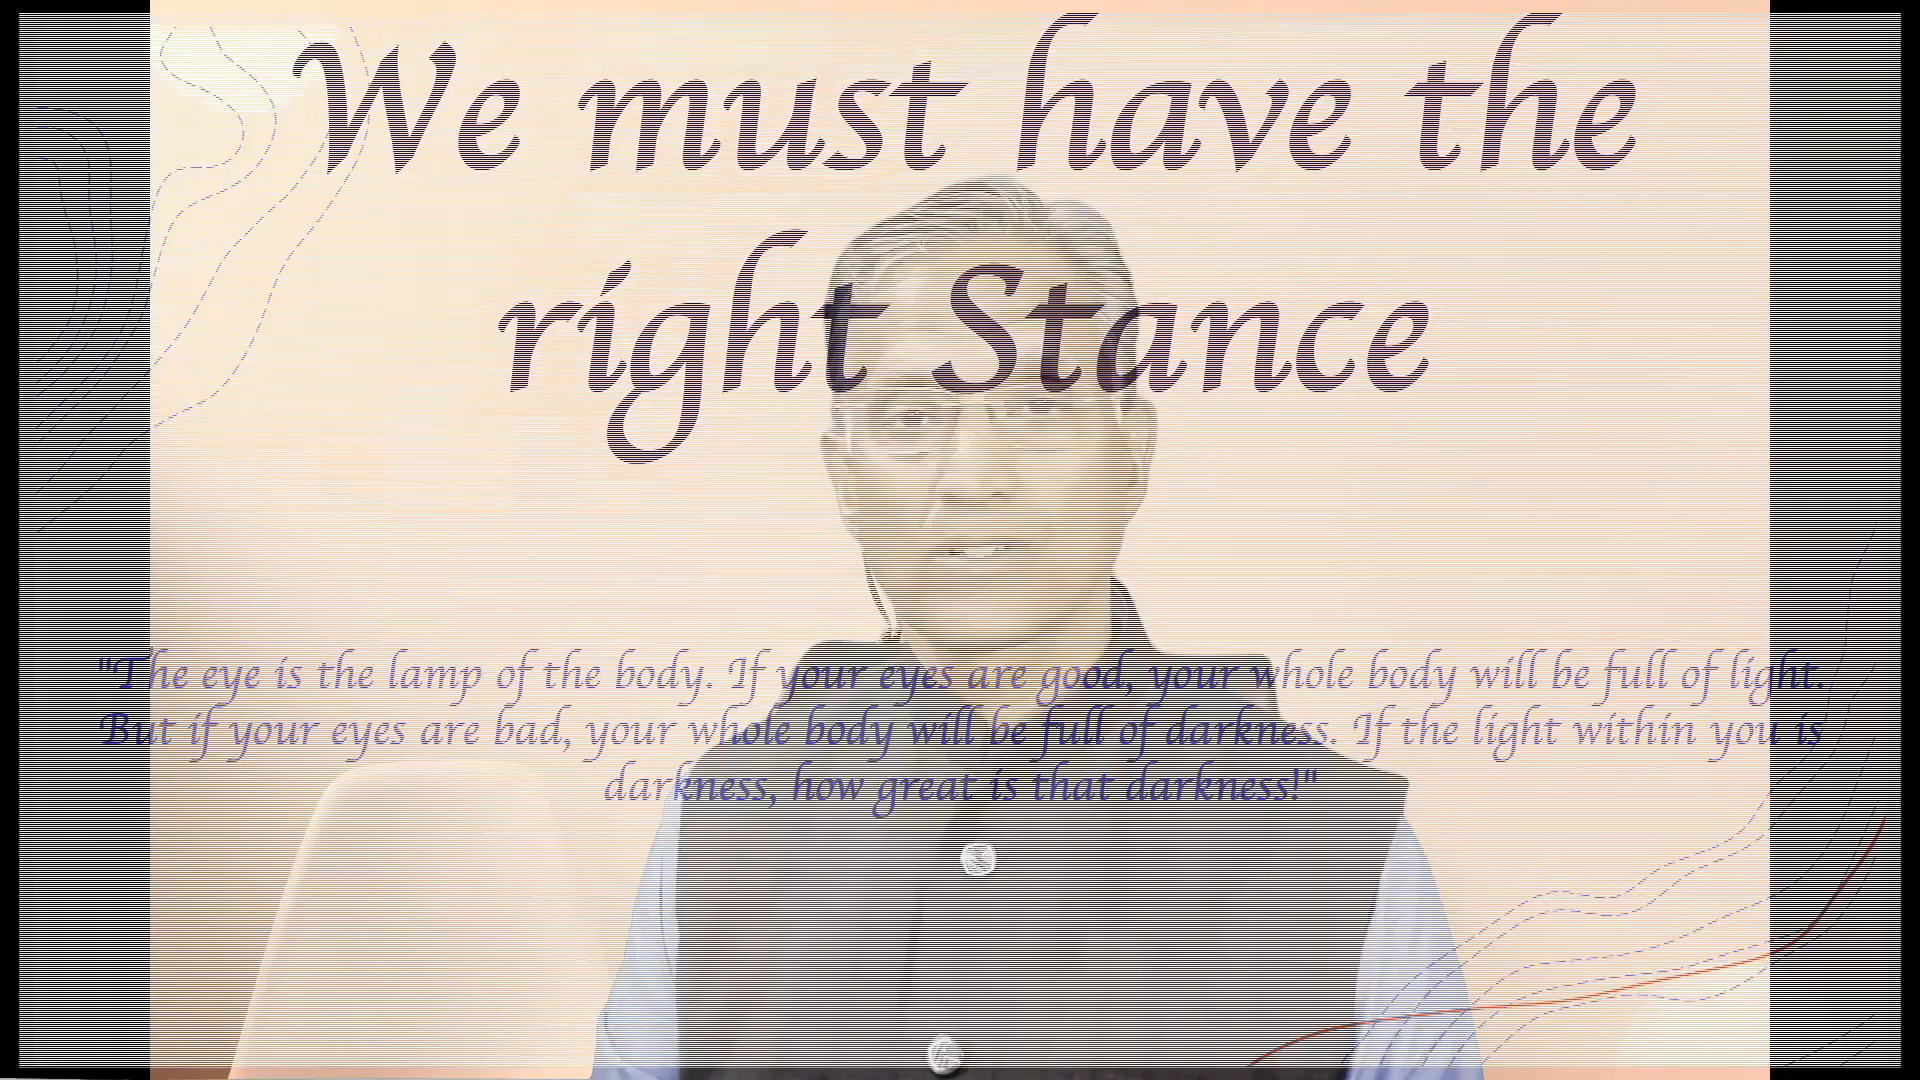 We must have the
right Stance
"The eye is the lamp of the body. If your eyes are good, your whole body will be full of light.
But if your eyes are bad, your whole body will be full of darkness. If the light within you is
darkness, how great is that darkness!"